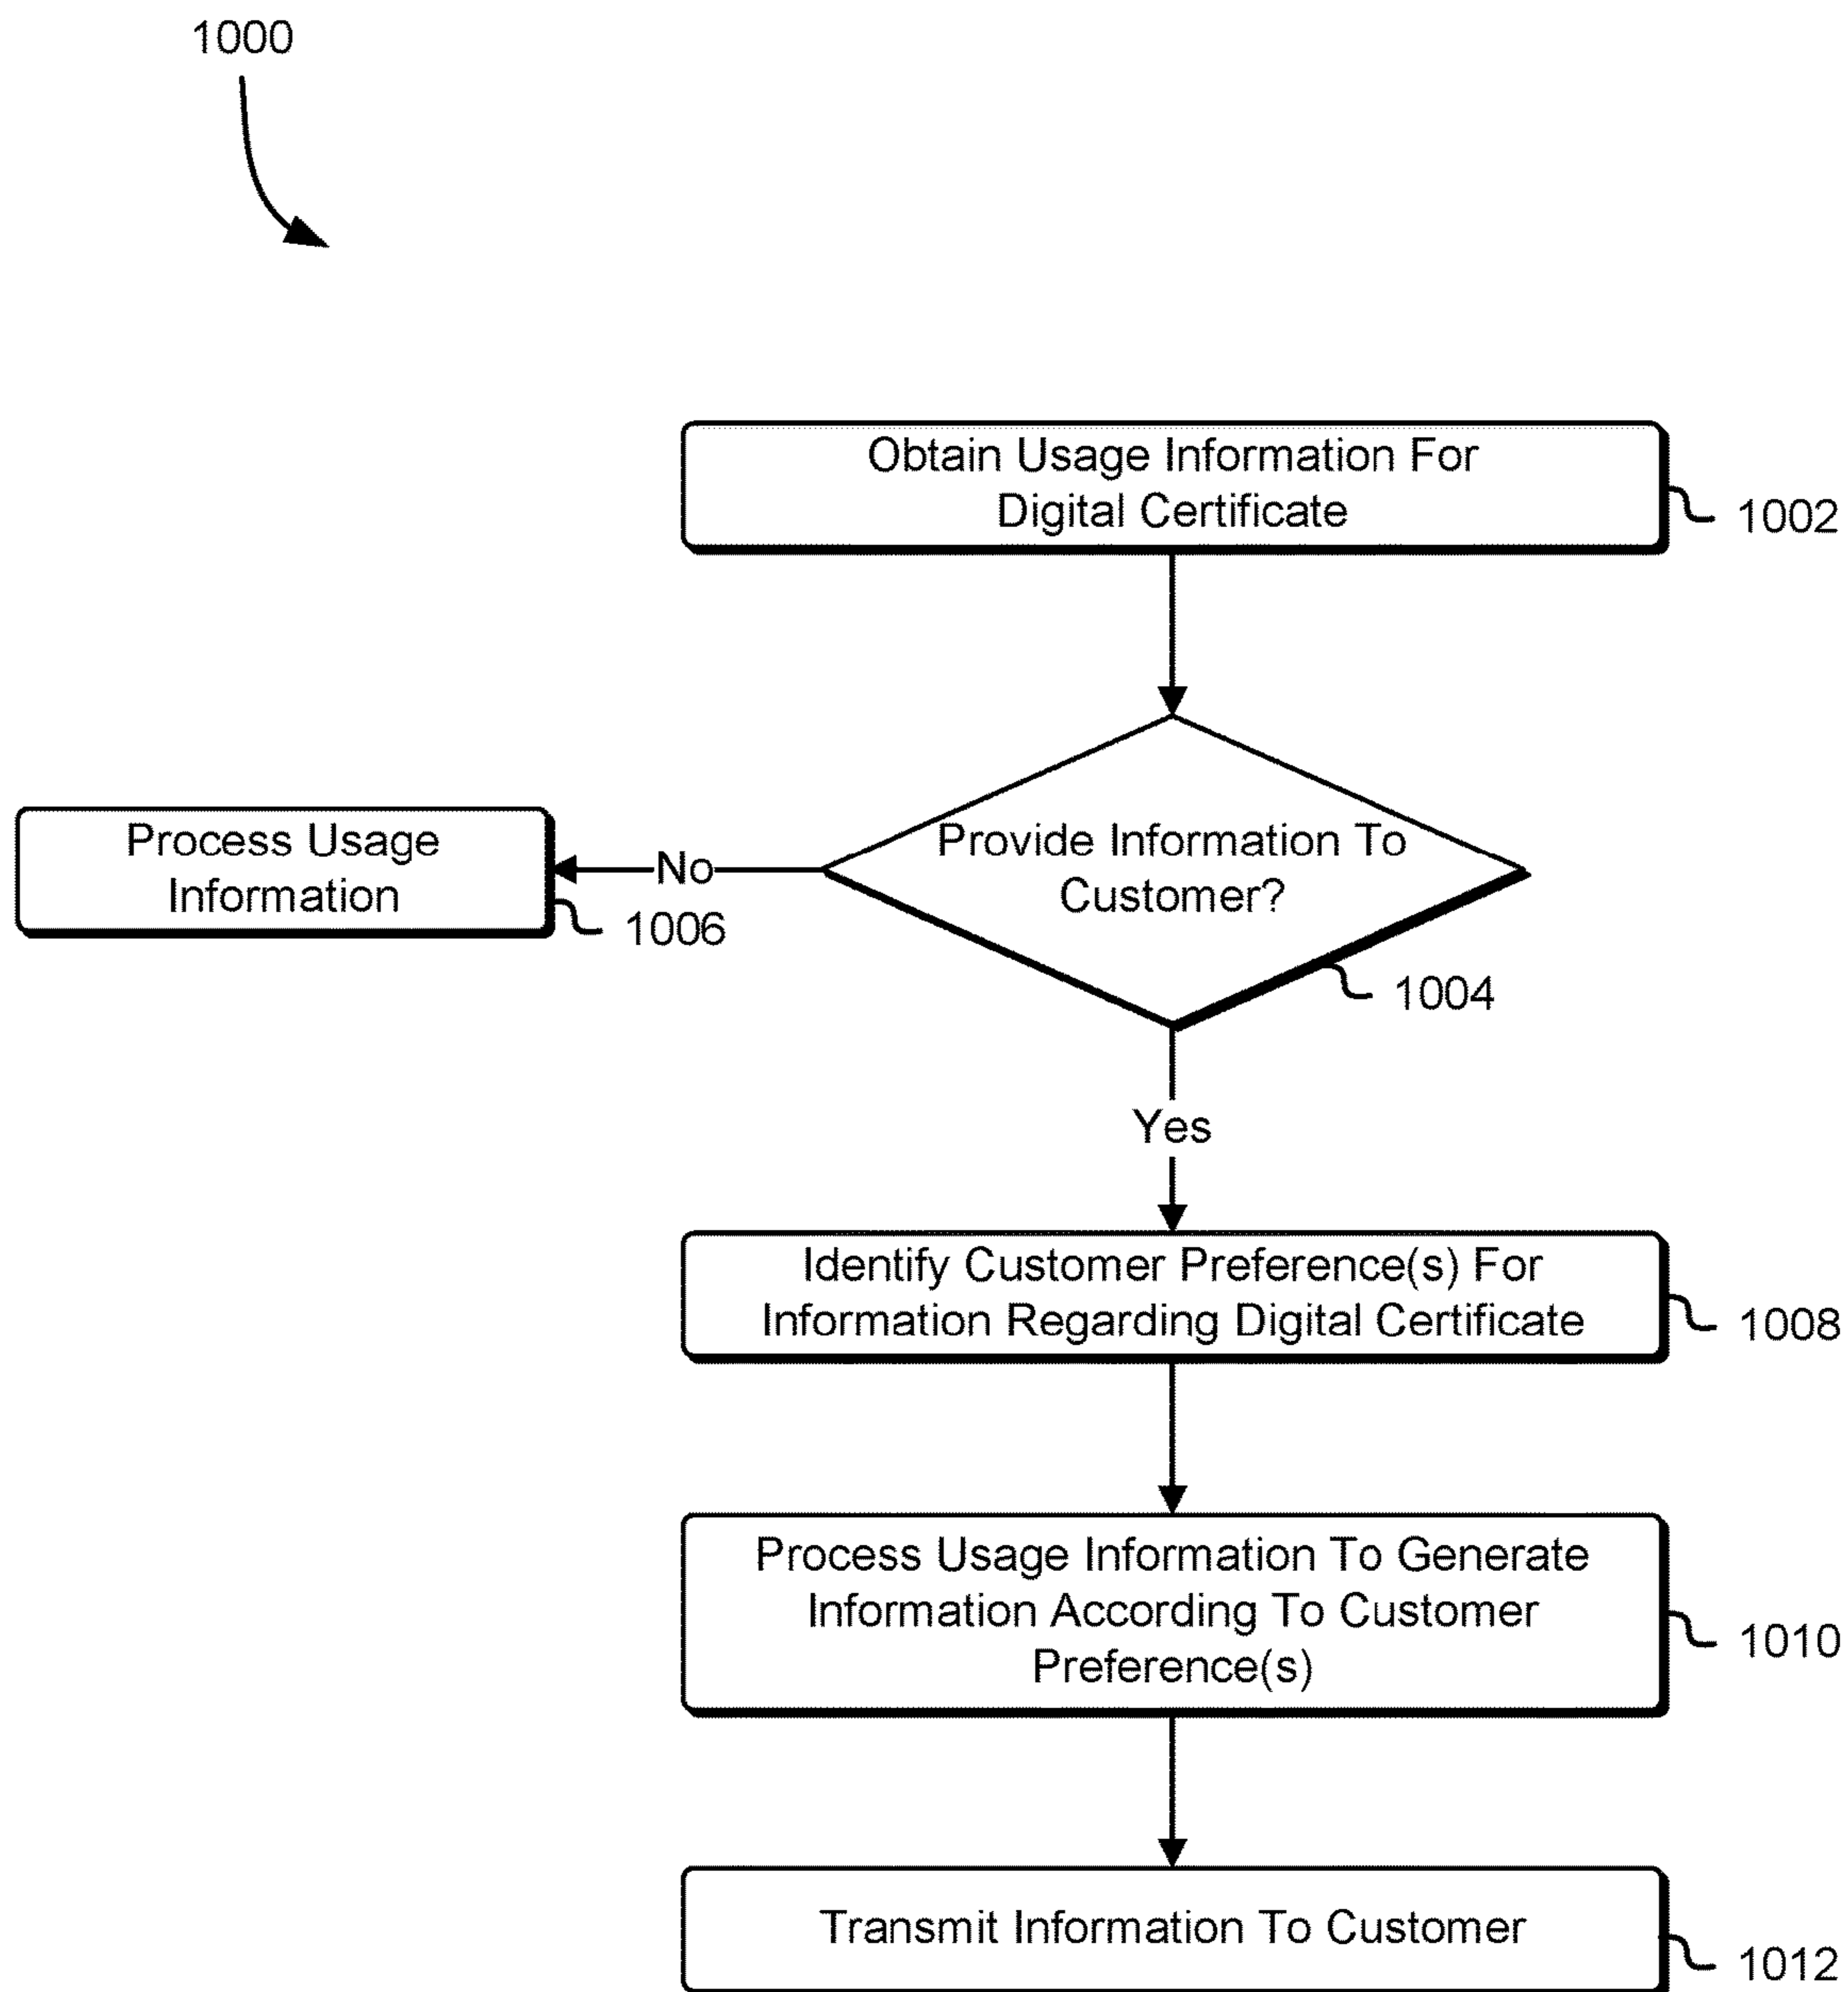 1000
Obtain Usage Information For
Digital Certificate
1002
Provide Information To
Customer?
1004
No
Process Usage
Information
1006
Yes
Identify Customer Preference(s) For
Information Regarding Digital Certificate
1008
Process Usage Information To Generate
Information According To Customer
Preference(s)
1010
Transmit Information To Customer
1012